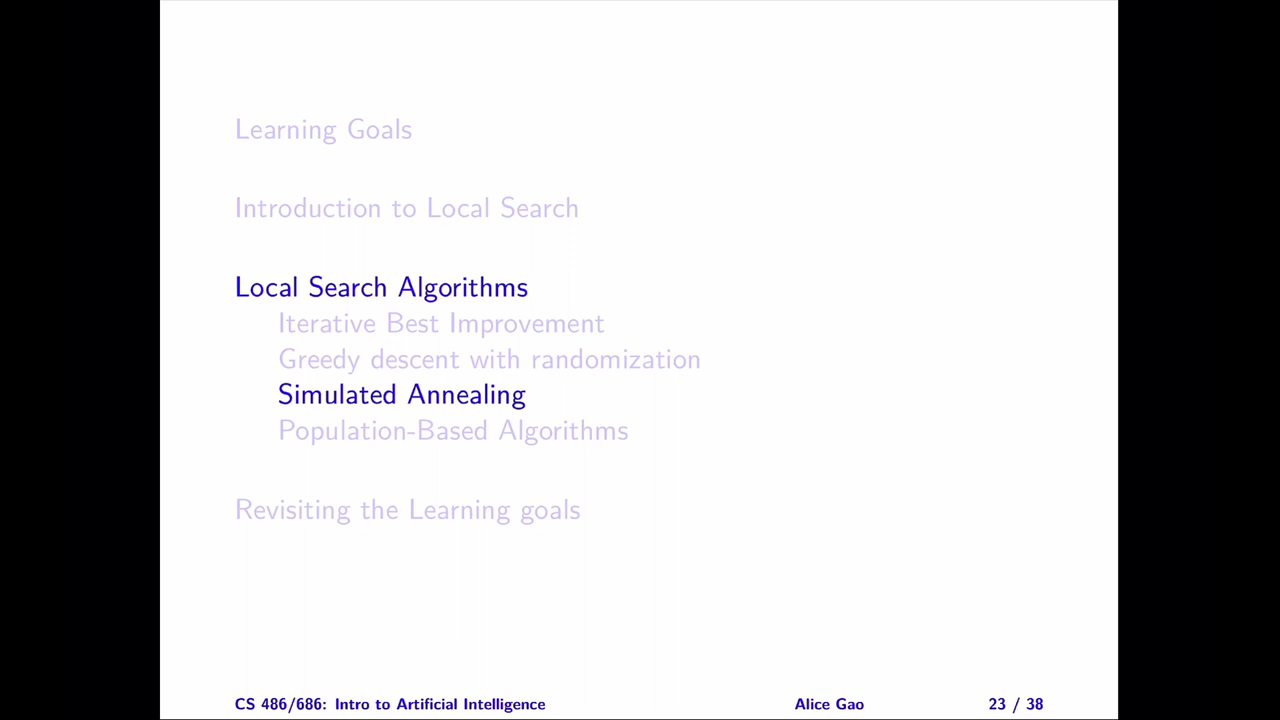 Learning Goals
Introduction to Local Search
Local Search Algorithms
Iterative Best Improvement
Greedy descent with randomization
Simulated Annealing
Population-Based Algorithms
Revisiting the Learning goals
CS 486/686: Intro to Artificial Intelligence Alice Gao 23 / 38